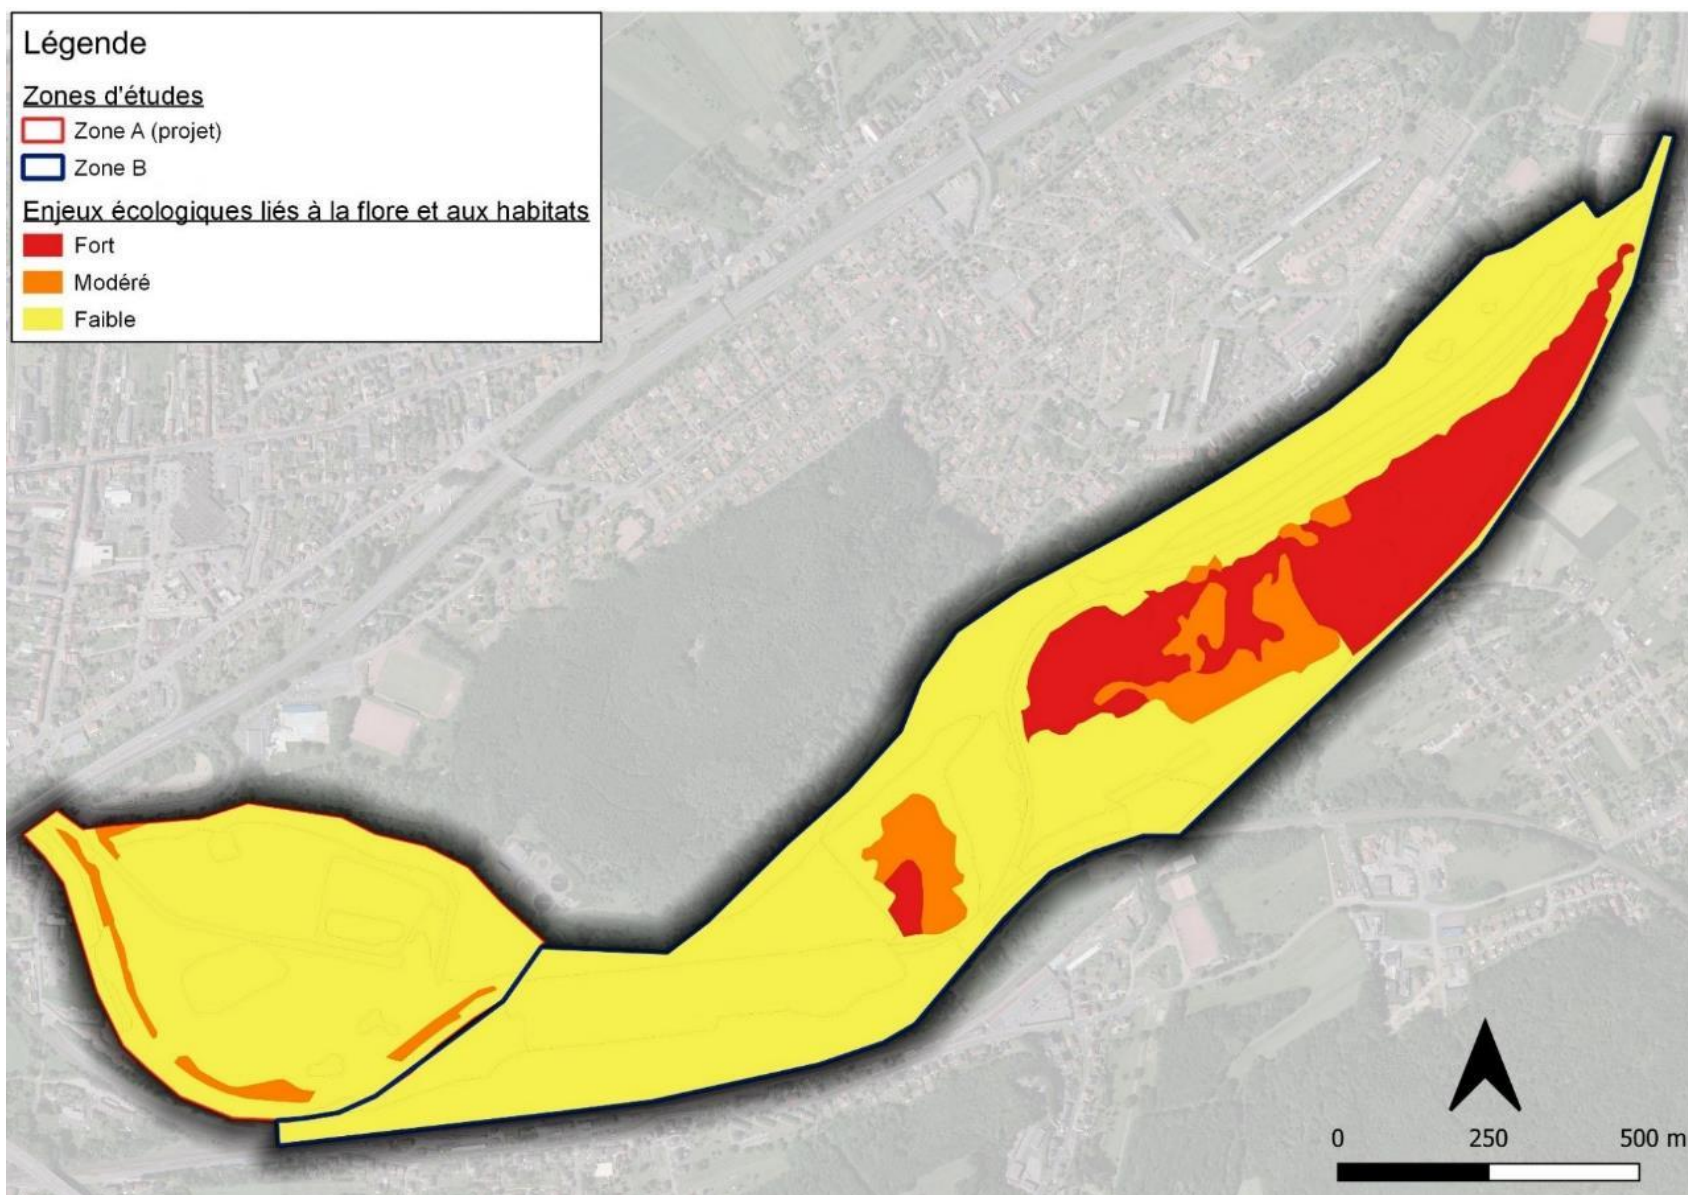 Légende
Zones d'études
Zone A (projet)
Zone B
Enjeux écologiques liés à la flore et aux habitats
Fort
Modéré
Faible
0 250 500 m